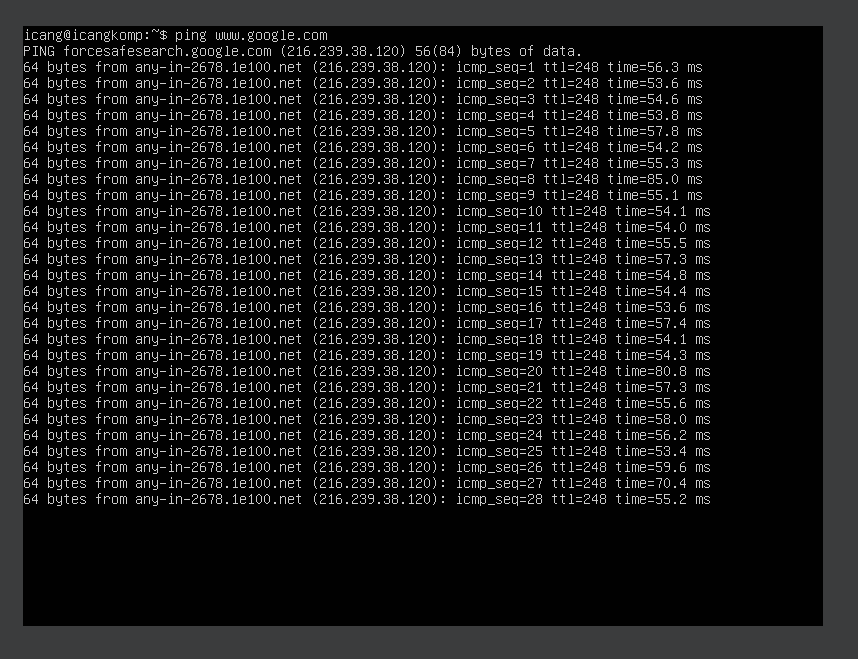 icang@icangkomp:~$ ping www.google.com
PING forcesafesearch.google.com (216.239.38.120) 56(84) bytes of data.
64 bytes from any-in-2678.1e100.net (216.239.38.120): icmp_seq=1 ttl=248 time=56.3 ms
64 bytes from any-in-2678.1e100.net (216.239.38.120): icmp_seq=2 ttl=248 time=53.6 ms
64 bytes from any-in-2678.1e100.net (216.239.38.120): icmp_seq=3 ttl=248 time=54.6 ms
64 bytes from any-in-2678.1e100.net (216.239.38.120): icmp_seq=4 ttl=248 time=53.8 ms
64 bytes from any-in-2678.1e100.net (216.239.38.120): icmp_seq=5 ttl=248 time=57.8 ms
64 bytes from any-in-2678.1e100.net (216.239.38.120): icmp_seq=6 ttl=248 time=54.2 ms
64 bytes from any-in-2678.1e100.net (216.239.38.120): icmp_seq=7 ttl=248 time=55.3 ms
64 bytes from any-in-2678.1e100.net (216.239.38.120): icmp_seq=8 ttl=248 time=85.0 ms
64 bytes from any-in-2678.1e100.net (216.239.38.120): icmp_seq=9 ttl=248 time=55.1 ms
64 bytes from any-in-2678.1e100.net (216.239.38.120): icmp_seq=10 ttl=248 time=54.1 ms
64 bytes from any-in-2678.1e100.net (216.239.38.120): icmp_seq=11 ttl=248 time=54.0 ms
64 bytes from any-in-2678.1e100.net (216.239.38.120): icmp_seq=12 ttl=248 time=55.5 ms
64 bytes from any-in-2678.1e100.net (216.239.38.120): icmp_seq=13 ttl=248 time=57.3 ms
64 bytes from any-in-2678.1e100.net (216.239.38.120): icmp_seq=14 ttl=248 time=54.8 ms
64 bytes from any-in-2678.1e100.net (216.239.38.120): icmp_seq=15 ttl=248 time=54.4 ms
64 bytes from any-in-2678.1e100.net (216.239.38.120): icmp_seq=16 ttl=248 time=53.6 ms
64 bytes from any-in-2678.1e100.net (216.239.38.120): icmp_seq=17 ttl=248 time=57.4 ms
64 bytes from any-in-2678.1e100.net (216.239.38.120): icmp_seq=18 ttl=248 time=54.1 ms
64 bytes from any-in-2678.1e100.net (216.239.38.120): icmp_seq=19 ttl=248 time=54.3 ms
64 bytes from any-in-2678.1e100.net (216.239.38.120): icmp_seq=20 ttl=248 time=80.8 ms
64 bytes from any-in-2678.1e100.net (216.239.38.120): icmp_seq=21 ttl=248 time=57.3 ms
64 bytes from any-in-2678.1e100.net (216.239.38.120): icmp_seq=22 ttl=248 time=55.6 ms
64 bytes from any-in-2678.1e100.net (216.239.38.120): icmp_seq=23 ttl=248 time=58.0 ms
64 bytes from any-in-2678.1e100.net (216.239.38.120): icmp_seq=24 ttl=248 time=56.2 ms
64 bytes from any-in-2678.1e100.net (216.239.38.120): icmp_seq=25 ttl=248 time=53.4 ms
64 bytes from any-in-2678.1e100.net (216.239.38.120): icmp_seq=26 ttl=248 time=59.6 ms
64 bytes from any-in-2678.1e100.net (216.239.38.120): icmp_seq=27 ttl=248 time=70.4 ms
64 bytes from any-in-2678.1e100.net (216.239.38.120): icmp_seq=28 ttl=248 time=55.2 ms